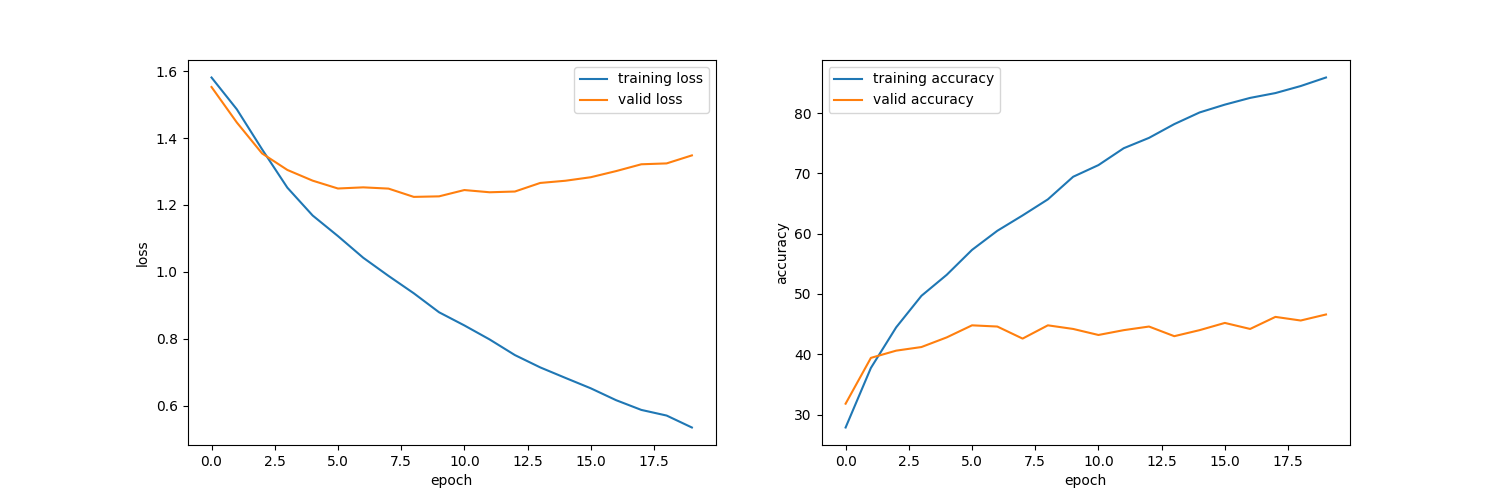 training loss
valid loss
1.6
1.4
1.2
1.0
0.8
0.6
loss
0.0 2.5 5.0 7.5 10.0 12.5 15.0 17.5
epoch
training accuracy
valid accuracy
80
70
60
50
40
30
accuracy
0.0 2.5 5.0 7.5 10.0 12.5 15.0 17.5
epoch